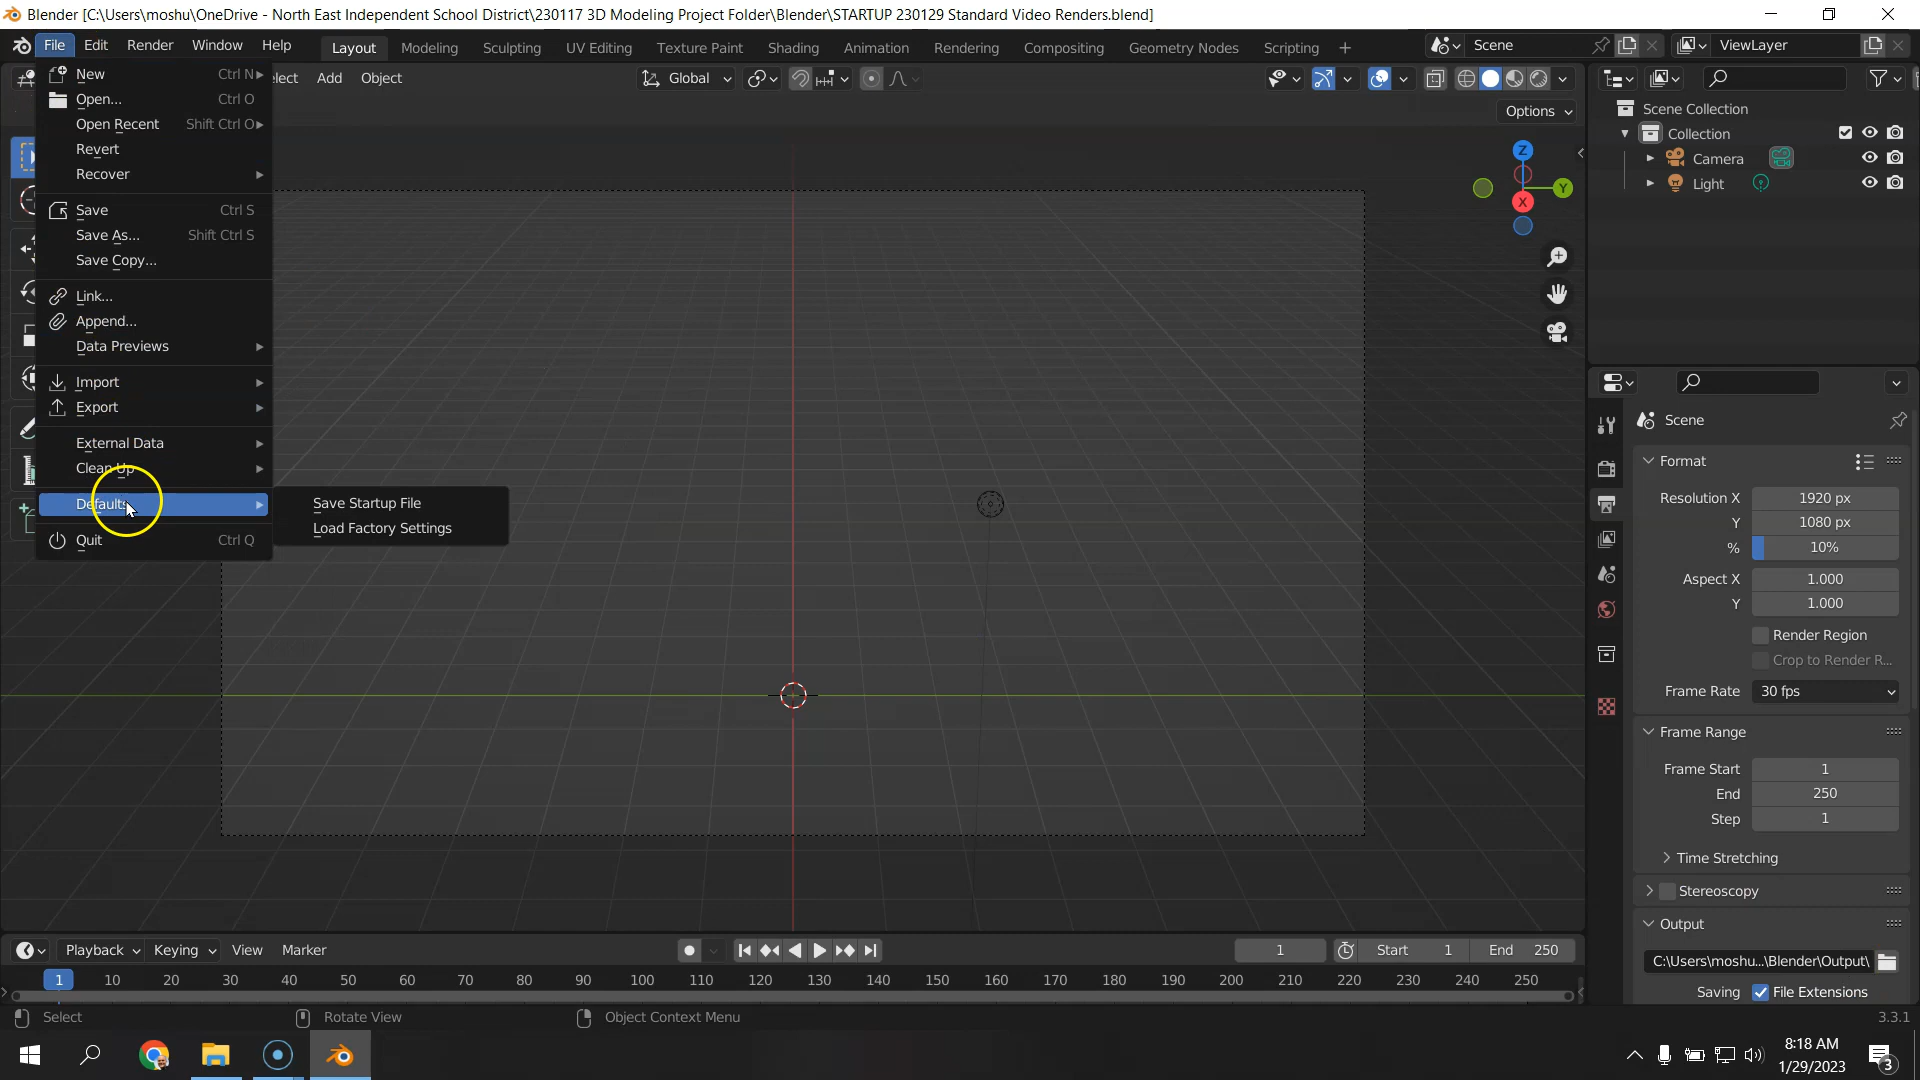 Blender [C:\Users\moshu\OneDrive - North East Independent School District\230117 3D Modeling Project Folder\Blender\STARTUP 230129 Standard Video Renders.blend]
File Edit Render Window Help Layout Modeling Sculpting UV Editing Texture Paint Shading Animation Rendering Compositing Geometry Nodes Scripting + Scene ViewLayer
lect Add Object Global
Options
New Ctrl N
Open... Ctrl O
Open Recent Shift Ctrl O
Revert
Recover
Save Ctrl S
Save As... Shift Ctrl S
Save Copy...
Link...
Append...
Data Previews
Import
Export
External Data
Clean Up
Defaults
Quit Ctrl Q
Save Startup File
Load Factory Settings
Z
Y
X
Scene Collection
Collection
Camera
Light
Scene
Format
Resolution X 1920 px
Y 1080 px
% 10%
Aspect X 1.000
Y 1.000
Render Region
Crop to Render R...
Frame Rate 30 fps
Frame Range
Frame Start 1
End 250
Step 1
Time Stretching
Stereoscopy
Output
C:\Users\moshu...\Blender\Output\
Saving File Extensions
Playback Keying View Marker 1 Start 1 End 250
1 10 20 30 40 50 60 70 80 90 100 110 120 130 140 150 160 170 180 190 200 210 220 230 240 250
Select Rotate View Object Context Menu 3.3.1
8:18 AM
1/29/2023
3